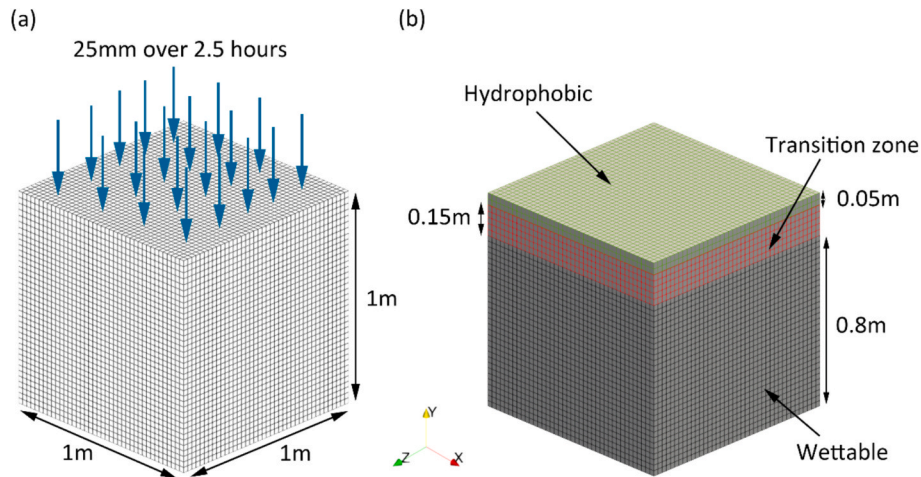 (a)
25mm over 2.5 hours
1m
1m
1m
(b)
Hydrophobic
Transition zone
0.15m
0.05m
0.8m
Wettable
Y
Z
X